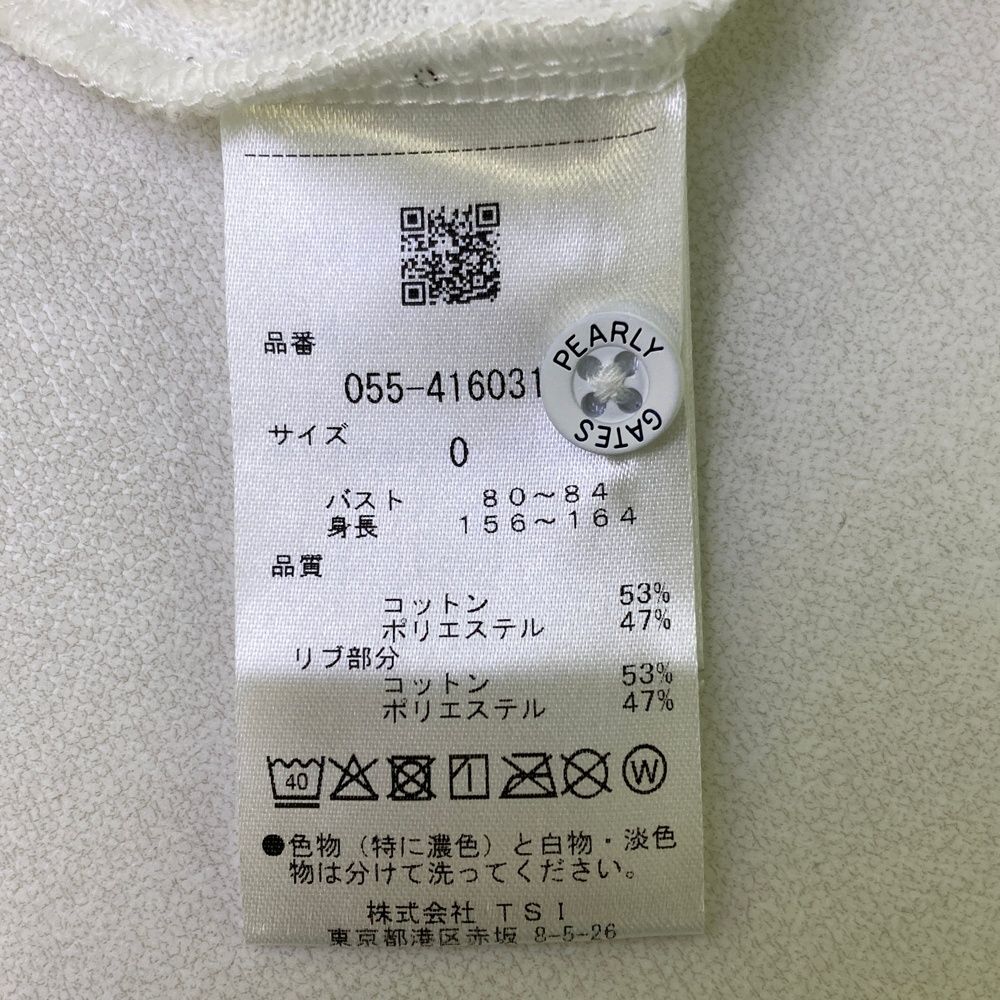 品番
055-416031
PEARLY
GATES
サイズ
0
バスト 80~84
身長 156~164
品質
コットン 53%
ポリエステル 47%
リブ部分
コットン 53%
ポリエステル 47%
40
W
●色物(特に濃色)と白物・淡色
物は分けて洗ってください。
株式会社 TSI
東京都港区赤坂 8-5-26